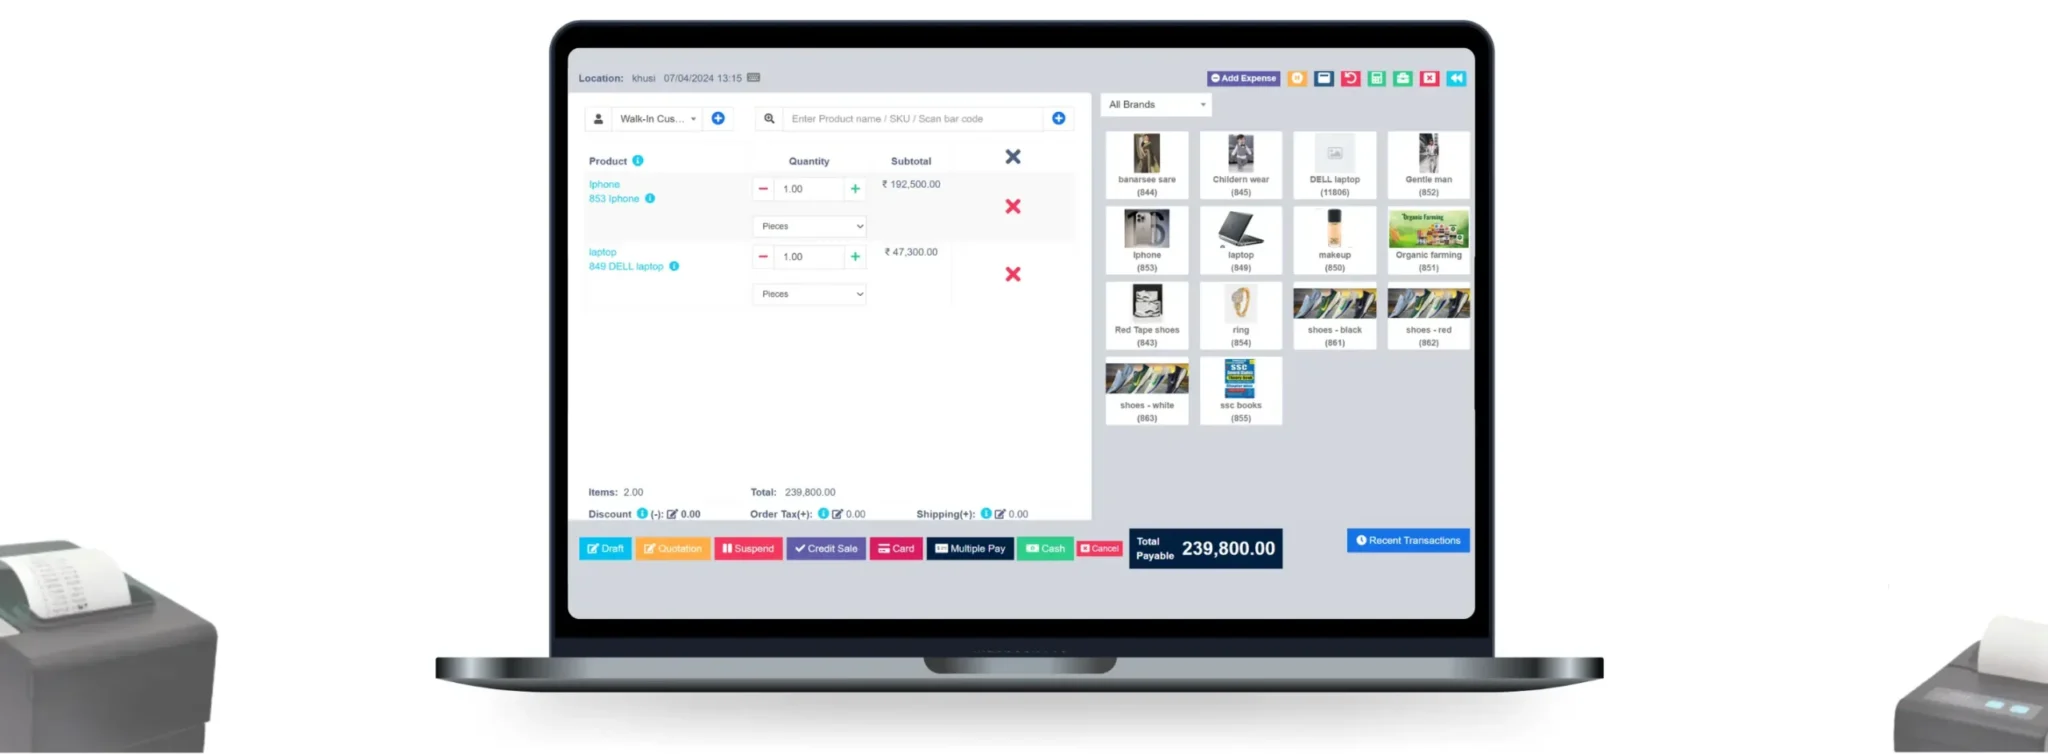 Location: khusi 07/04/2024 13:15
Add Expense
Walk-In Cus...
Enter Product name / SKU / Scan bar code
All Brands
Product Quantity Subtotal
Iphone 1.00 ₹ 192,500.00
853 Iphone
Pieces
laptop 1.00 ₹ 47,300.00
849 DELL laptop
Pieces
Items: 2.00 Total: 239,800.00
Discount (-): 0.00 Order Tax(+): 0.00 Shipping(+): 0.00
Draft Quotation Suspend Credit Sale Card Multiple Pay Cash Cancel
Total
Payable 239,800.00
Recent Transactions
banarsee sare
(844)
Childern wear
(845)
DELL laptop
(11806)
Gentle man
(852)
Iphone
(853)
laptop
(849)
makeup
(850)
Organic Farming
Organic farming
(851)
Red Tape shoes
(843)
ring
(854)
shoes - black
(861)
shoes - red
(862)
shoes - white
(863)
SSC
ssc books
(855)